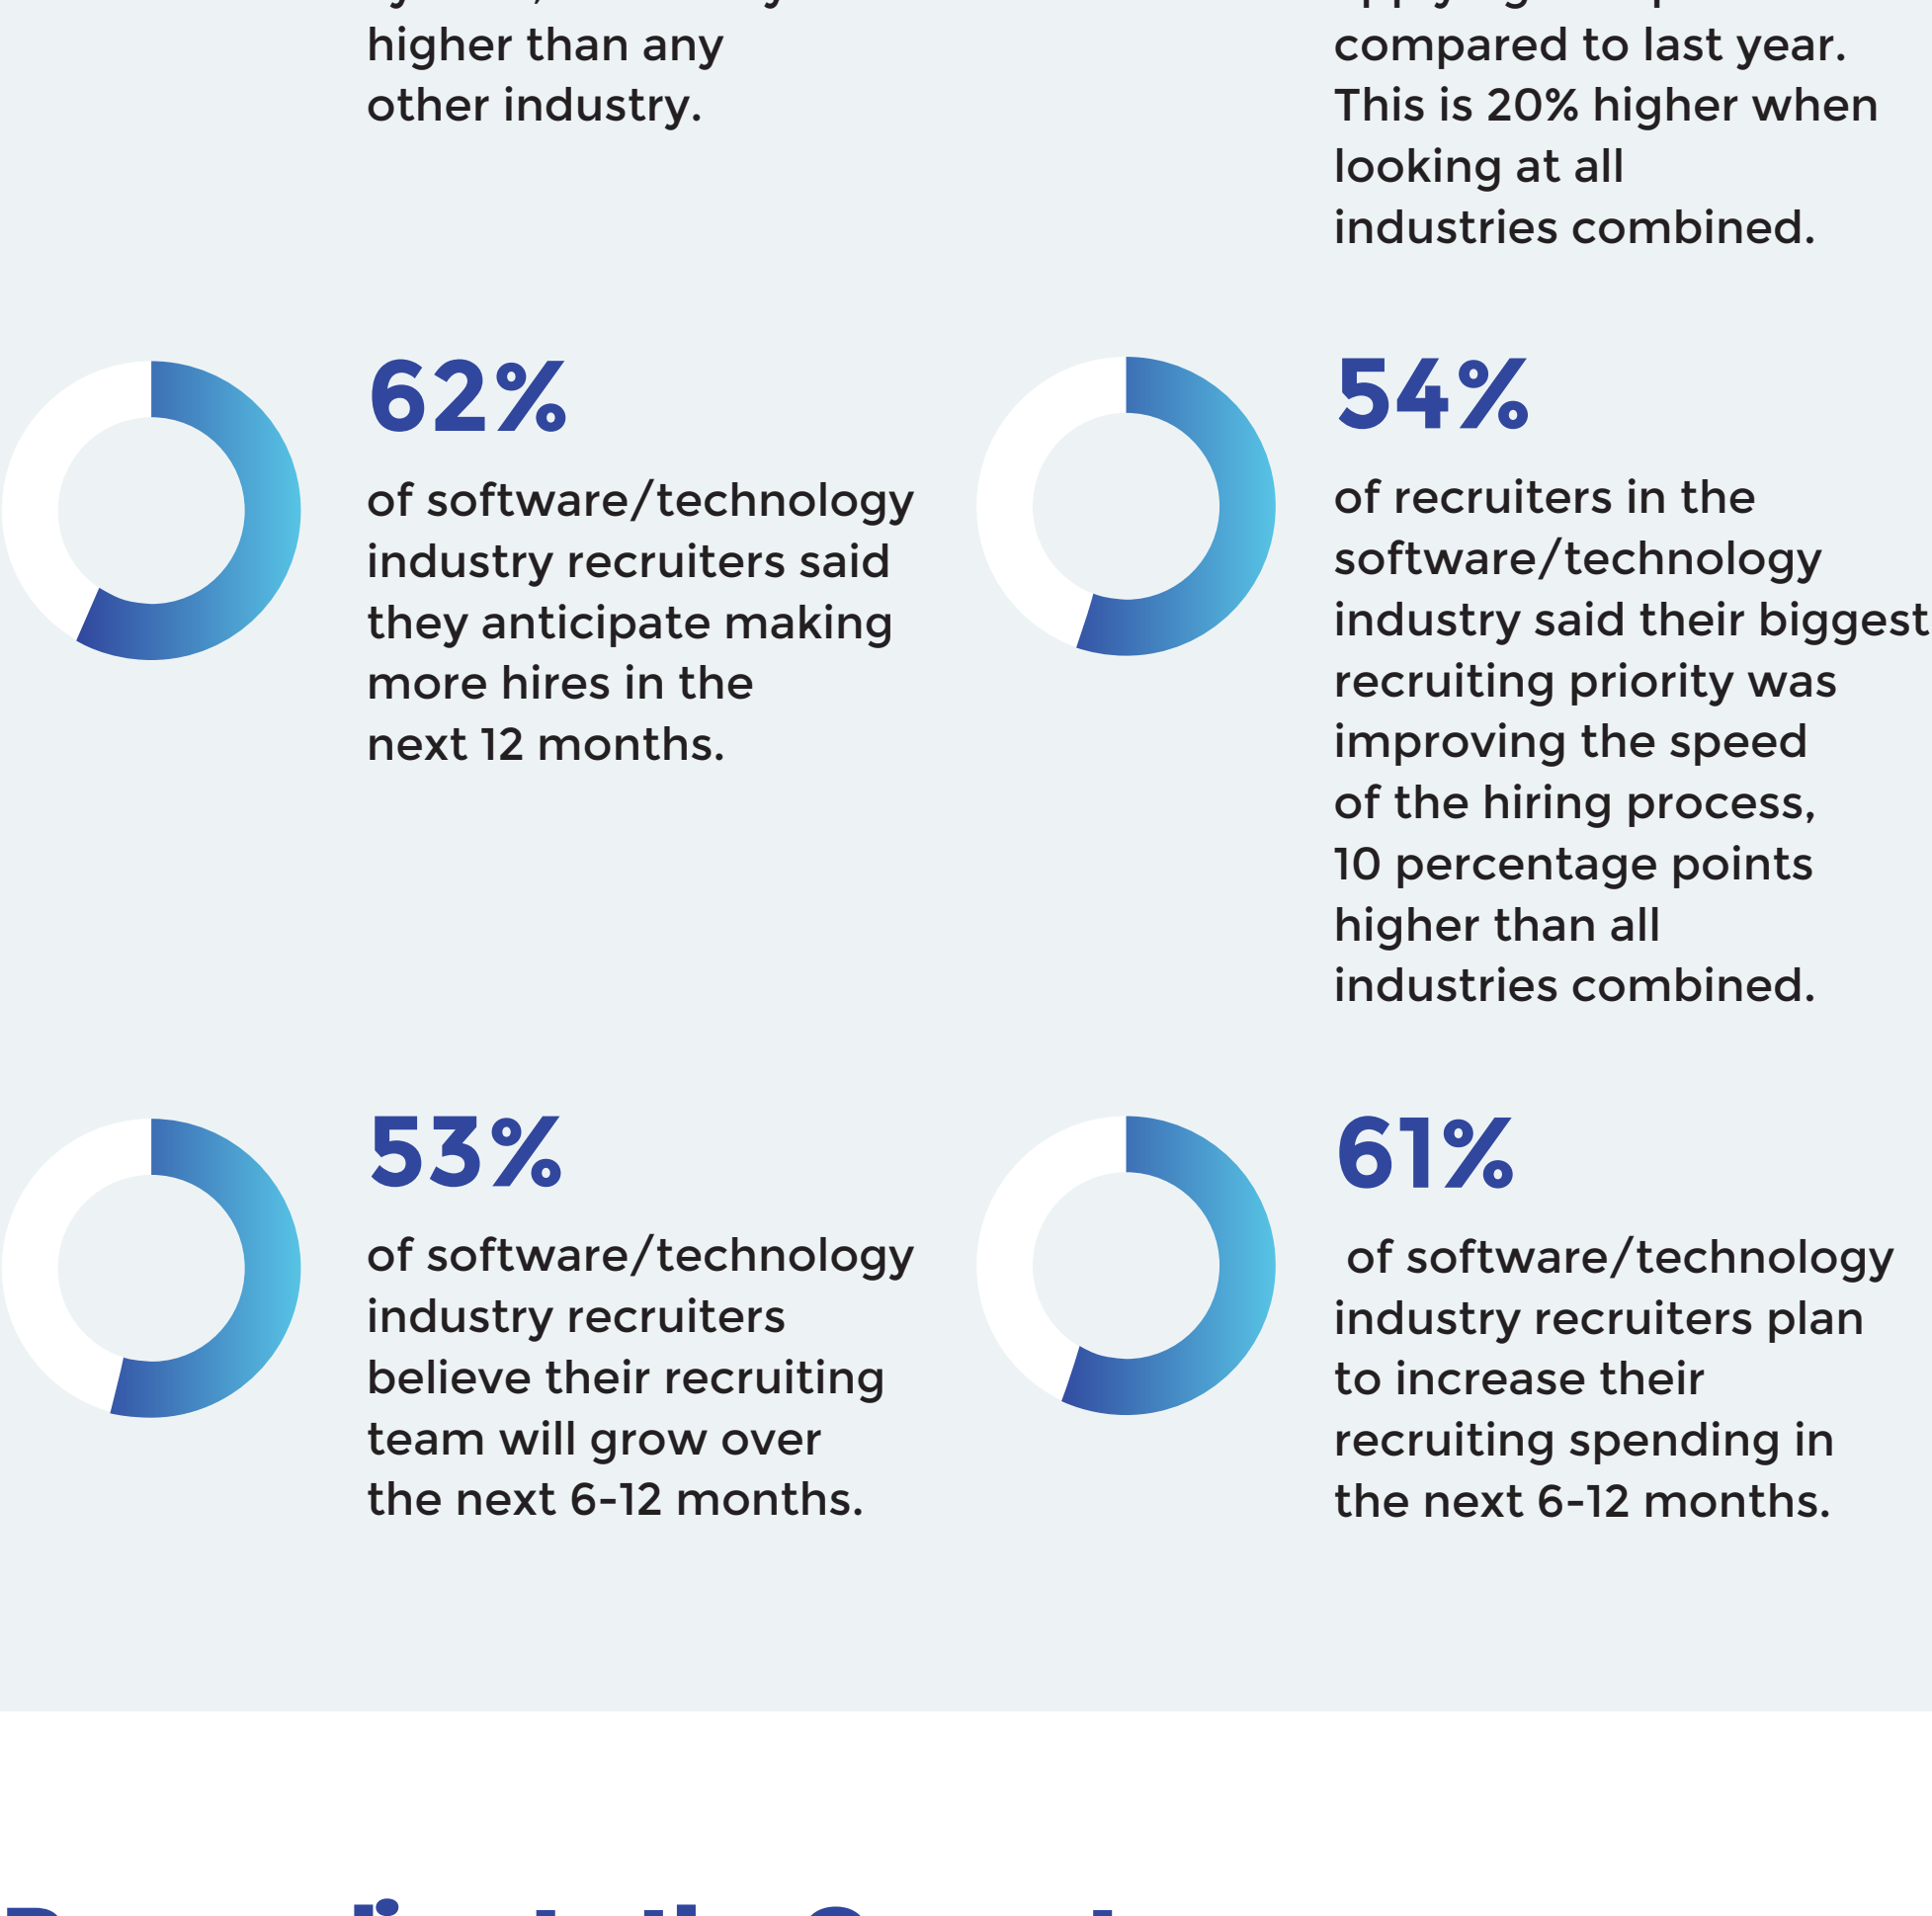 higher than any
other industry.
compared to last year.
This is 20% higher when
looking at all
industries combined.
62%
of software/technology
industry recruiters said
they anticipate making
more hires in the
next 12 months.
54%
of recruiters in the
software/technology
industry said their biggest
recruiting priority was
improving the speed
of the hiring process,
10 percentage points
higher than all
industries combined.
53%
of software/technology
industry recruiters
believe their recruiting
team will grow over
the next 6-12 months.
61%
of software/technology
industry recruiters plan
to increase their
recruiting spending in
the next 6-12 months.